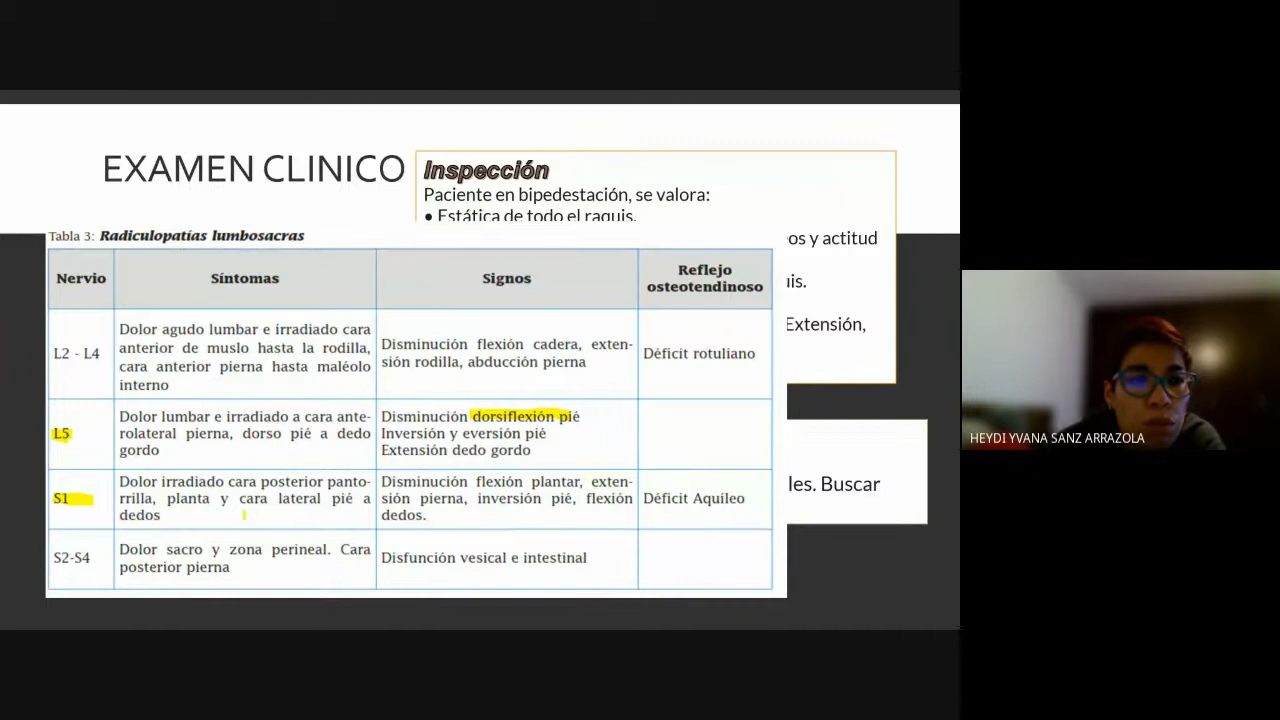 EXAMEN CLINICO
Inspección
Paciente en bipedestación, se valora:
• Estática de todo el raquis.
os y actitud
uis.
Extensión,
les. Buscar
Tabla 3: Radiculopatías lumbosacras
Nervio
Síntomas
Signos
Reflejo
osteotendinoso
L2 - L4
Dolor agudo lumbar e irradiado cara
anterior de muslo hasta la rodilla,
cara anterior pierna hasta maléolo
interno
Disminución flexión cadera, exten-
sión rodilla, abducción pierna
Déficit rotuliano
L5
Dolor lumbar e irradiado a cara ante-
rolateral pierna, dorso pié a dedo
gordo
Disminución dorsiflexión pié
Inversión y eversión pié
Extensión dedo gordo
S1
Dolor irradiado cara posterior panto-
rrilla, planta y cara lateral pié a
dedos
Disminución flexión plantar, exten-
sión pierna, inversión pié, flexión
dedos.
Déficit Aquíleo
S2-S4
Dolor sacro y zona perineal. Cara
posterior pierna
Disfunción vesical e intestinal
HEYDI YVANA SANZ ARRAZOLA